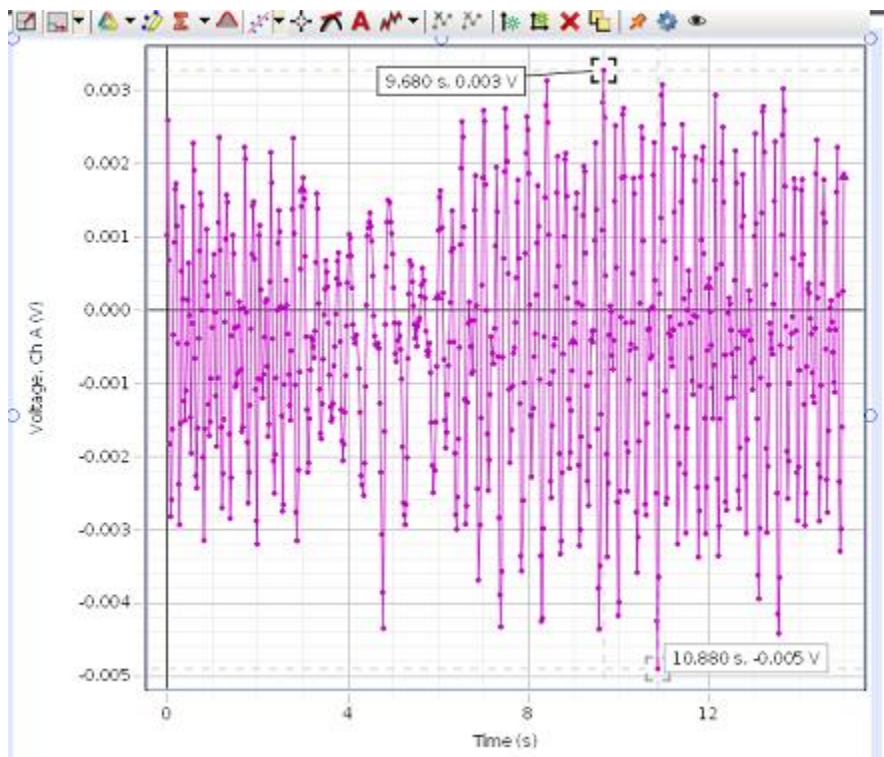 A
9.680 s, 0.003 V
0.003
0.002
0.001
0.000
-0.001
-0.002
-0.003
-0.004
-0.005
Voltage, Ch A (V)
10.880 s, -0.005 V
0
4
8
12
Time (s)